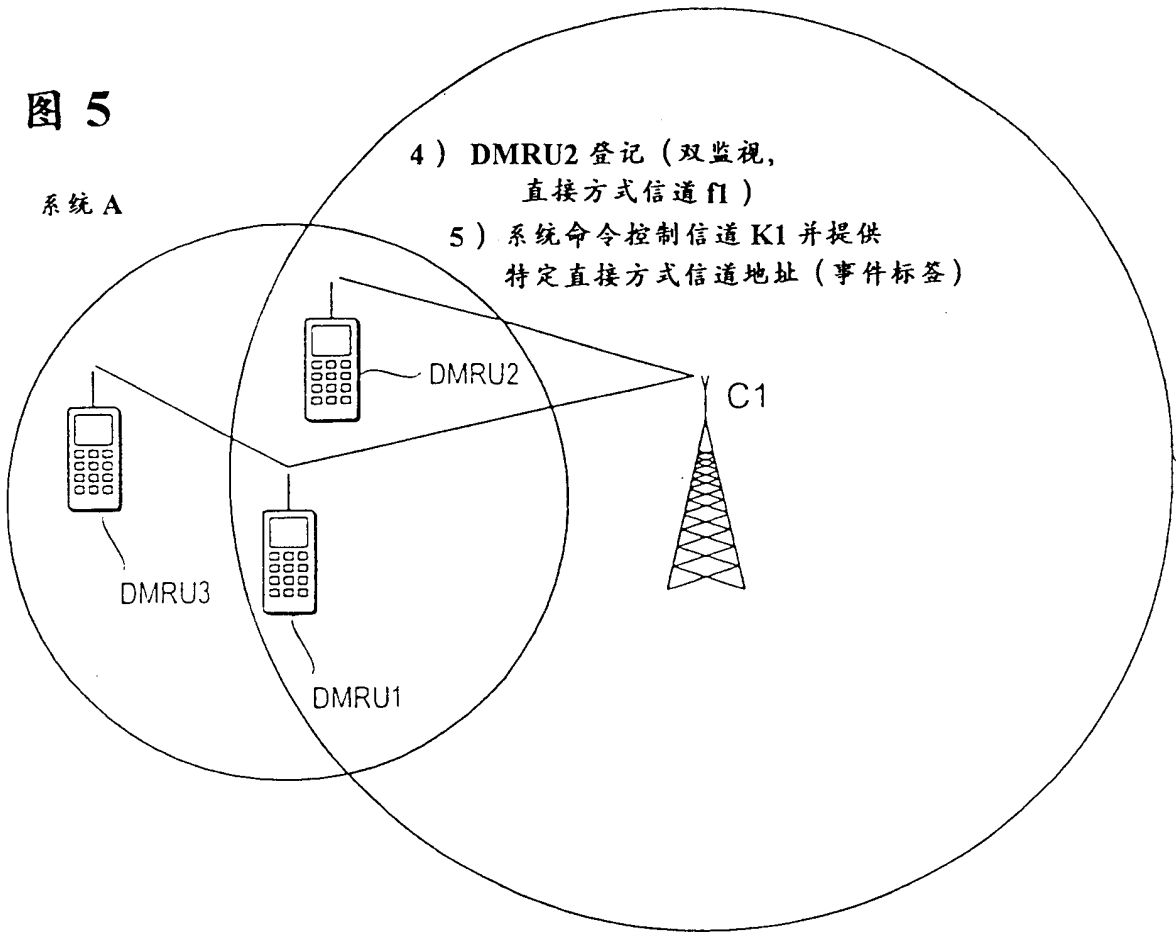 图 5
系统 A
4 ) DMRU2 登记 ( 双监视,
直接方式信道 f1 )
5 ) 系统命令控制信道 K1 并提供
特定直接方式信道地址 ( 事件标签 )
DMRU2
C1
DMRU3
DMRU1